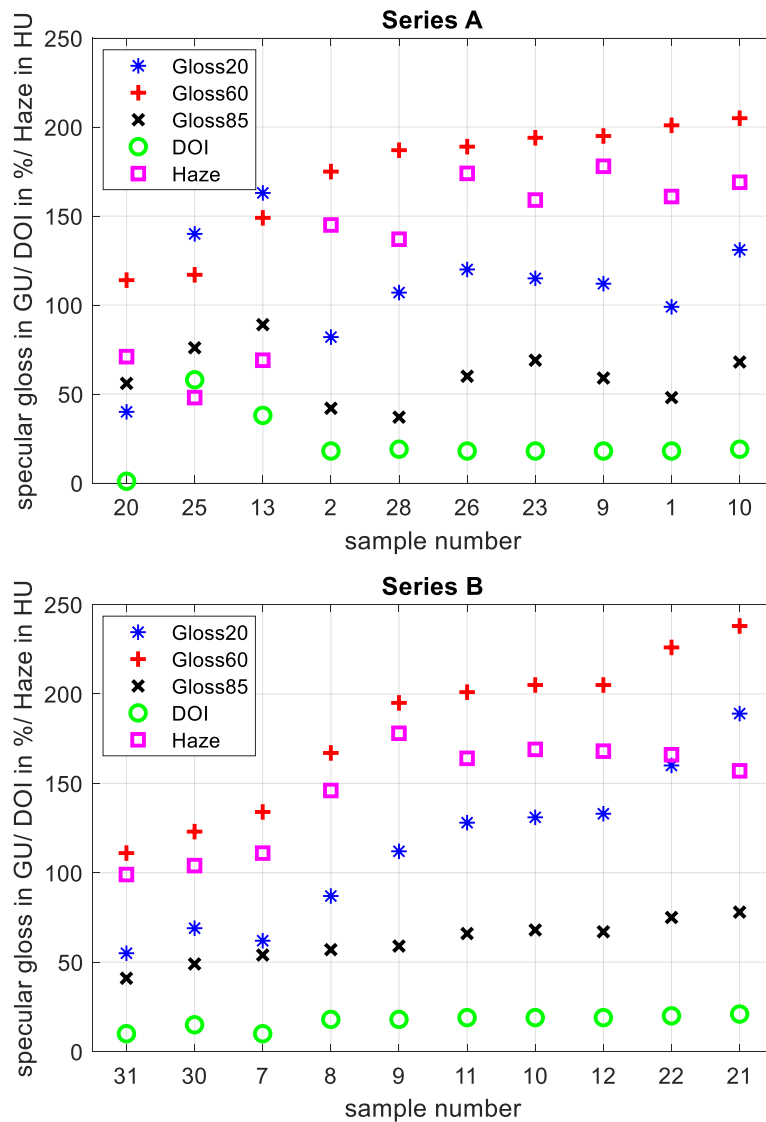 Series A
250
200
150
100
50
0
specular gloss in GU/ DOI in %/ Haze in HU
Gloss20
Gloss60
Gloss85
DOI
Haze
20 25 13 2 28 26 23 9 1 10
sample number
Series B
250
200
150
100
50
0
specular gloss in GU/ DOI in %/ Haze in HU
Gloss20
Gloss60
Gloss85
DOI
Haze
31 30 7 8 9 11 10 12 22 21
sample number